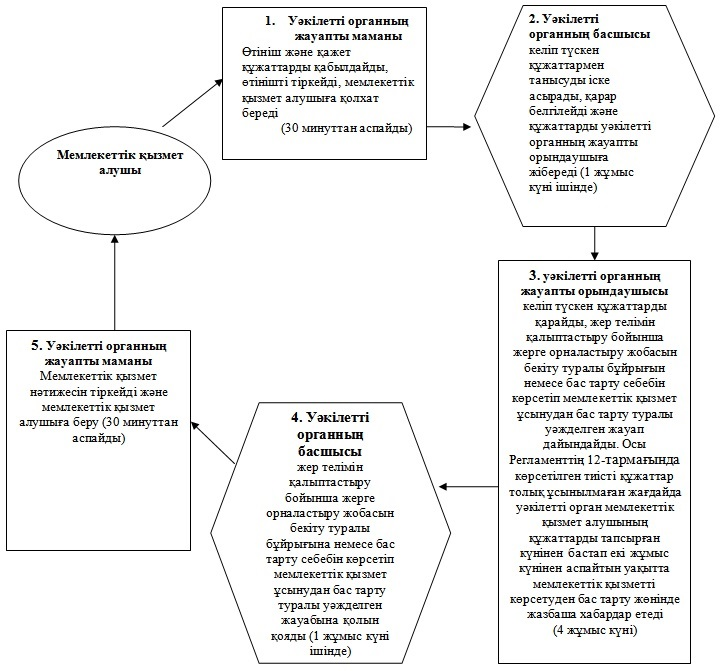 Мемлекеттік қызмет
алушы
1. Уәкілетті органның
жауапты маманы
Өтініш және қажет
құжаттарды қабылдайды,
өтінішті тіркейді, мемлекеттік
қызмет алушыға қолхат
береді
(30 минуттан аспайды)
2. Уәкілетті
органның басшысы
келіп түскен
құжаттармен
танысуды іске
асырады, қарар
белгілейді және
құжаттарды уәкілетті
органның жауапты
орындаушыға
жібереді (1 жұмыс
күні ішінде)
3. уәкілетті органның
жауапты орындаушысы
келіп түскен құжаттарды
қарайды, жер телімін
қалыптастыру бойынша
жерге орналастыру жобасын
бекіту туралы бұйрығын
немесе бас тарту себебін
көрсетіп мемлекеттік қызмет
ұсынудан бас тарту туралы
уәжделген жауап
дайындайды. Осы
Регламенттің 12-тармағында
көрсетілген тиісті құжаттар
толық ұсынылмаған жағдайда
уәкілетті орган мемлекеттік
қызмет алушының
құжаттарды тапсырған
күнінен бастап екі жұмыс
күнінен аспайтын уақытта
мемлекеттік қызметті
көрсетуден бас тарту жөнінде
жазбаша хабардар етеді
(4 жұмыс күні)
4. Уәкілетті
органның
басшысы
жер телімін
қалыптастыру
бойынша жерге
орналастыру жобасын
бекіту туралы
бұйрығына немесе бас
тарту себебін көрсетіп
мемлекеттік қызмет
ұсынудан бас тарту
туралы уәжделген
жауабына қолын
қояды (1 жұмыс күні
ішінде)
5. Уәкілетті органның
жауапты маманы
Мемлекеттік қызмет
нәтижесін тіркейді және
мемлекеттік қызмет
алушыға беру (30 минуттан
аспайды)